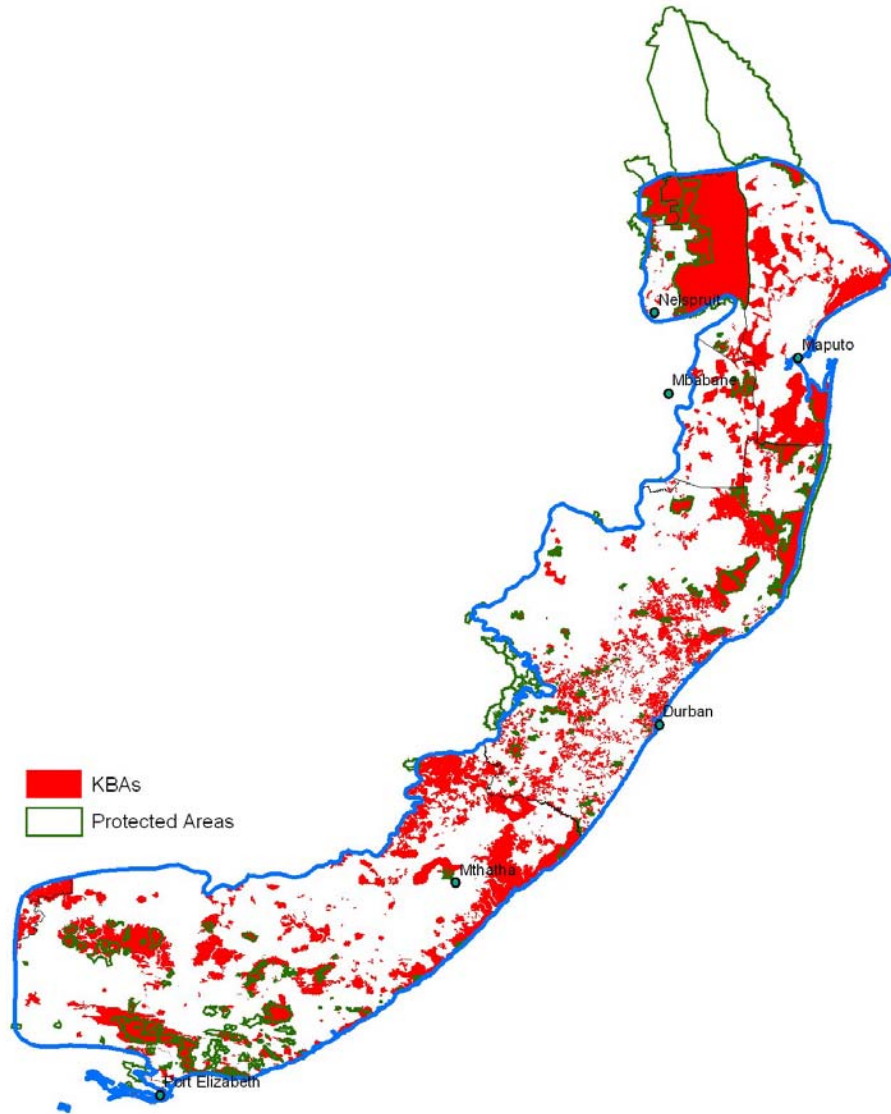 Nelspruit
Maputo
Mbabane
Durban
KBAs
Protected Areas
Mthatha
Port Elizabeth